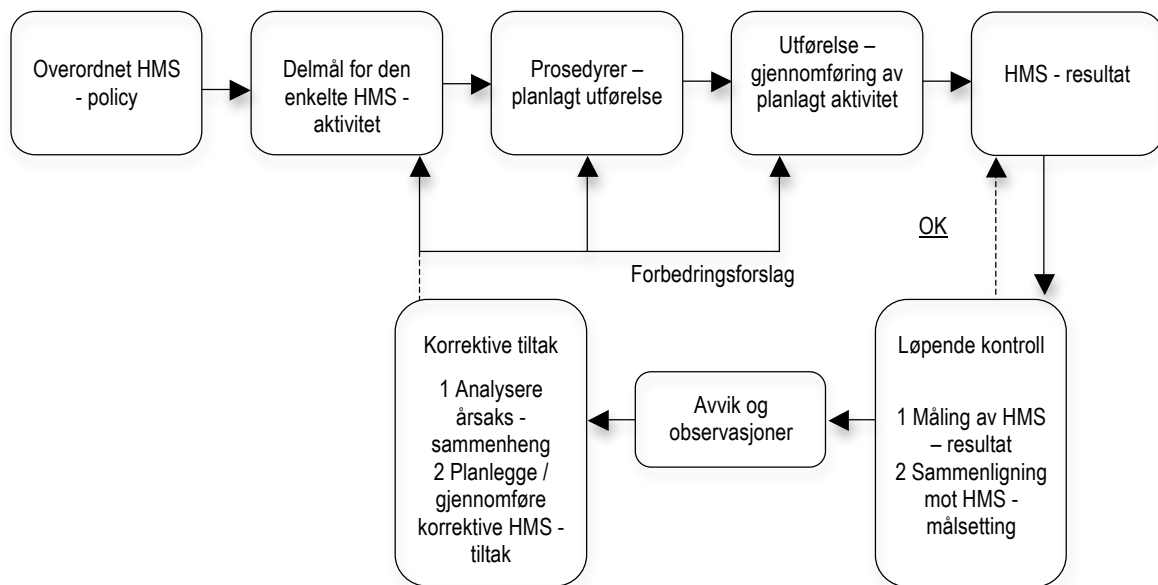 Overordnet HMS
- policy
Delmål for den
enkelte HMS -
aktivitet
Prosedyrer –
planlagt utførelse
Utførelse –
gjennomføring av
planlagt aktivitet
HMS - resultat
OK
Forbedringsforslag
Korrektive tiltak
1 Analysere
årsaks -
sammenheng
2 Planlegge /
gjennomføre
korrektive HMS -
tiltak
Avvik og
observasjoner
Løpende kontroll
1 Måling av HMS
– resultat
2 Sammenligning
mot HMS -
målsetting